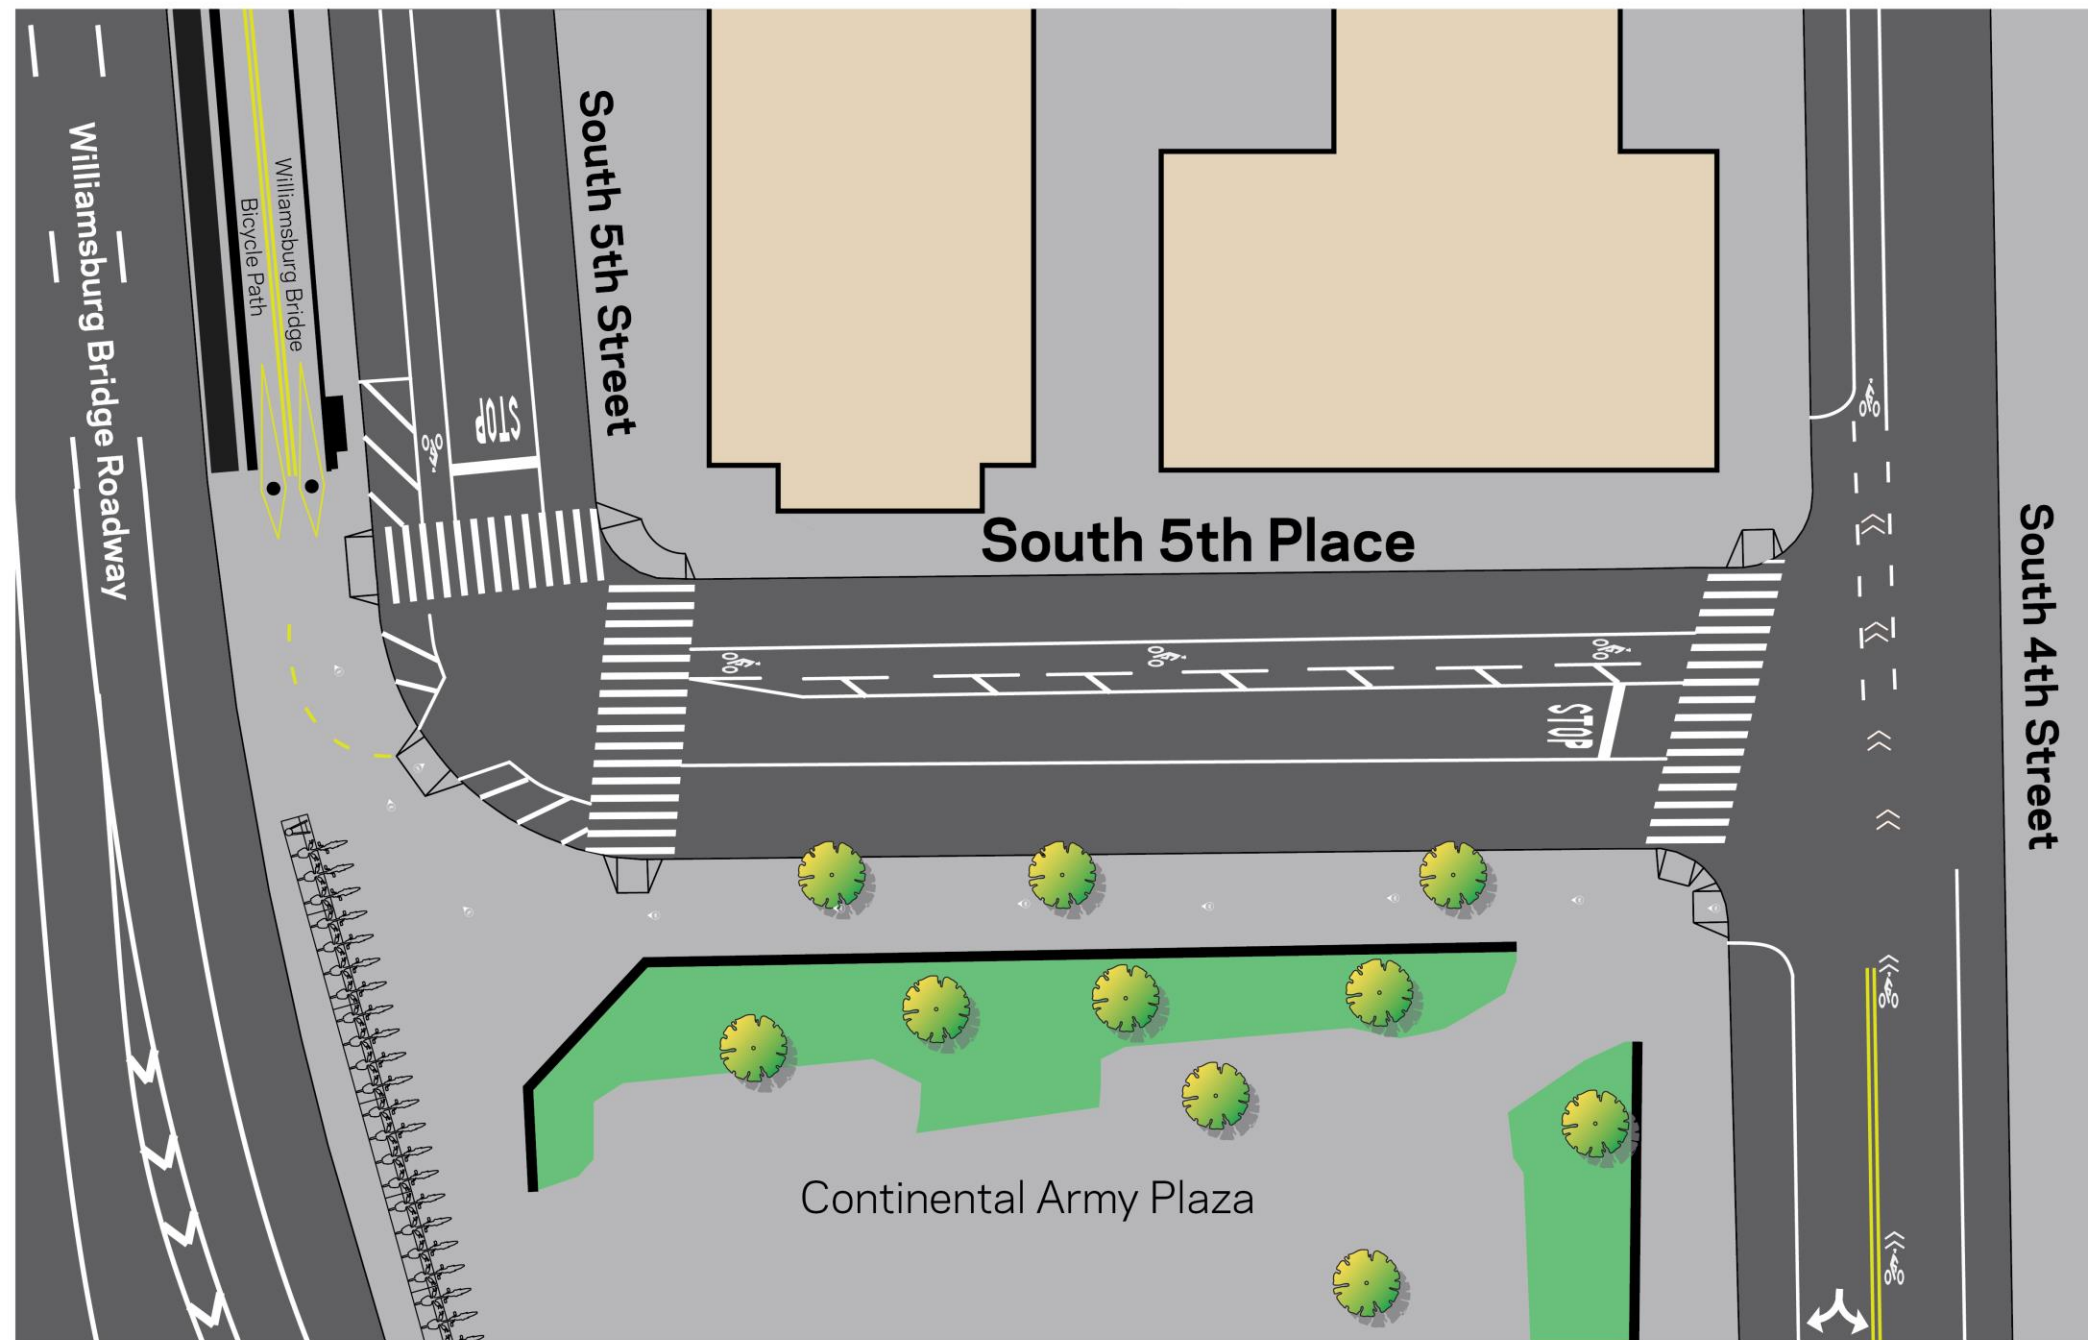 Williamsburg Bridge Roadway
Bicycle Path
Williamsburg Bridge
South 5th Street
STOP
South 5th Place
STOP
South 4th Street
Continental Army Plaza